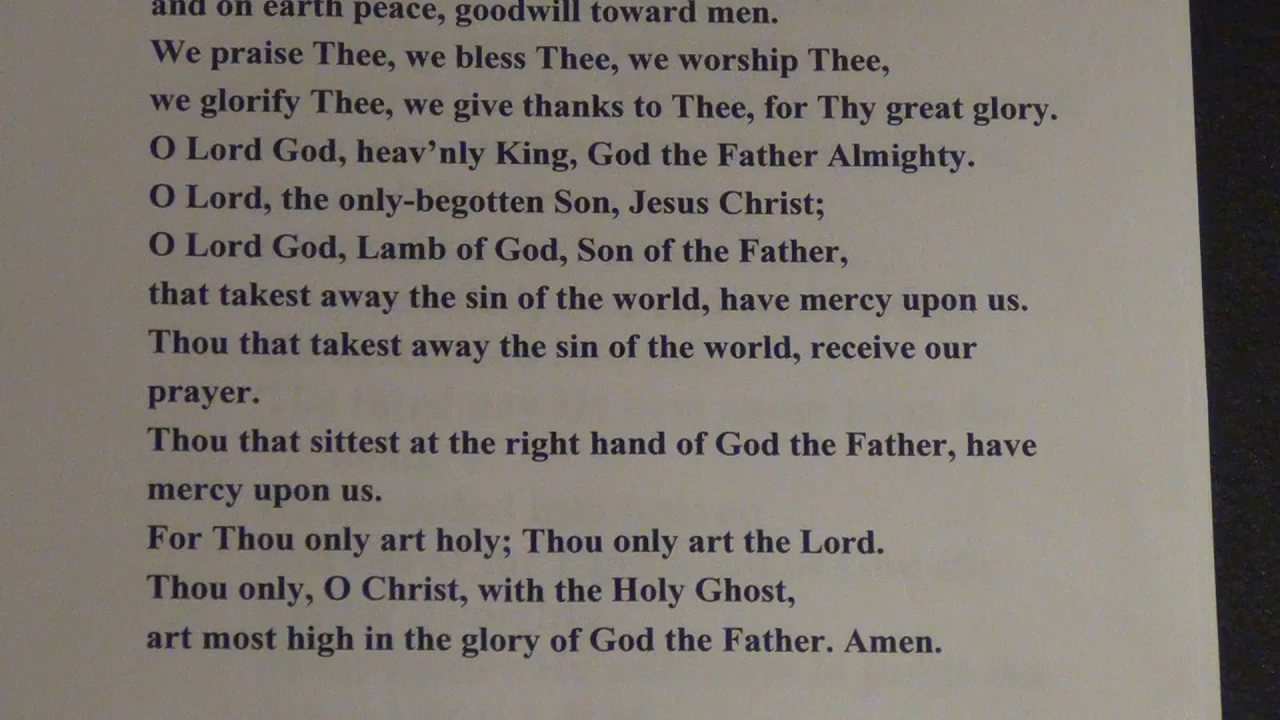 and on earth peace, goodwill toward men.
We praise Thee, we bless Thee, we worship Thee,
we glorify Thee, we give thanks to Thee, for Thy great glory.
O Lord God, heav’nly King, God the Father Almighty.
O Lord, the only-begotten Son, Jesus Christ;
O Lord God, Lamb of God, Son of the Father,
that takest away the sin of the world, have mercy upon us.
Thou that takest away the sin of the world, receive our
prayer.
Thou that sittest at the right hand of God the Father, have
mercy upon us.
For Thou only art holy; Thou only art the Lord.
Thou only, O Christ, with the Holy Ghost,
art most high in the glory of God the Father. Amen.